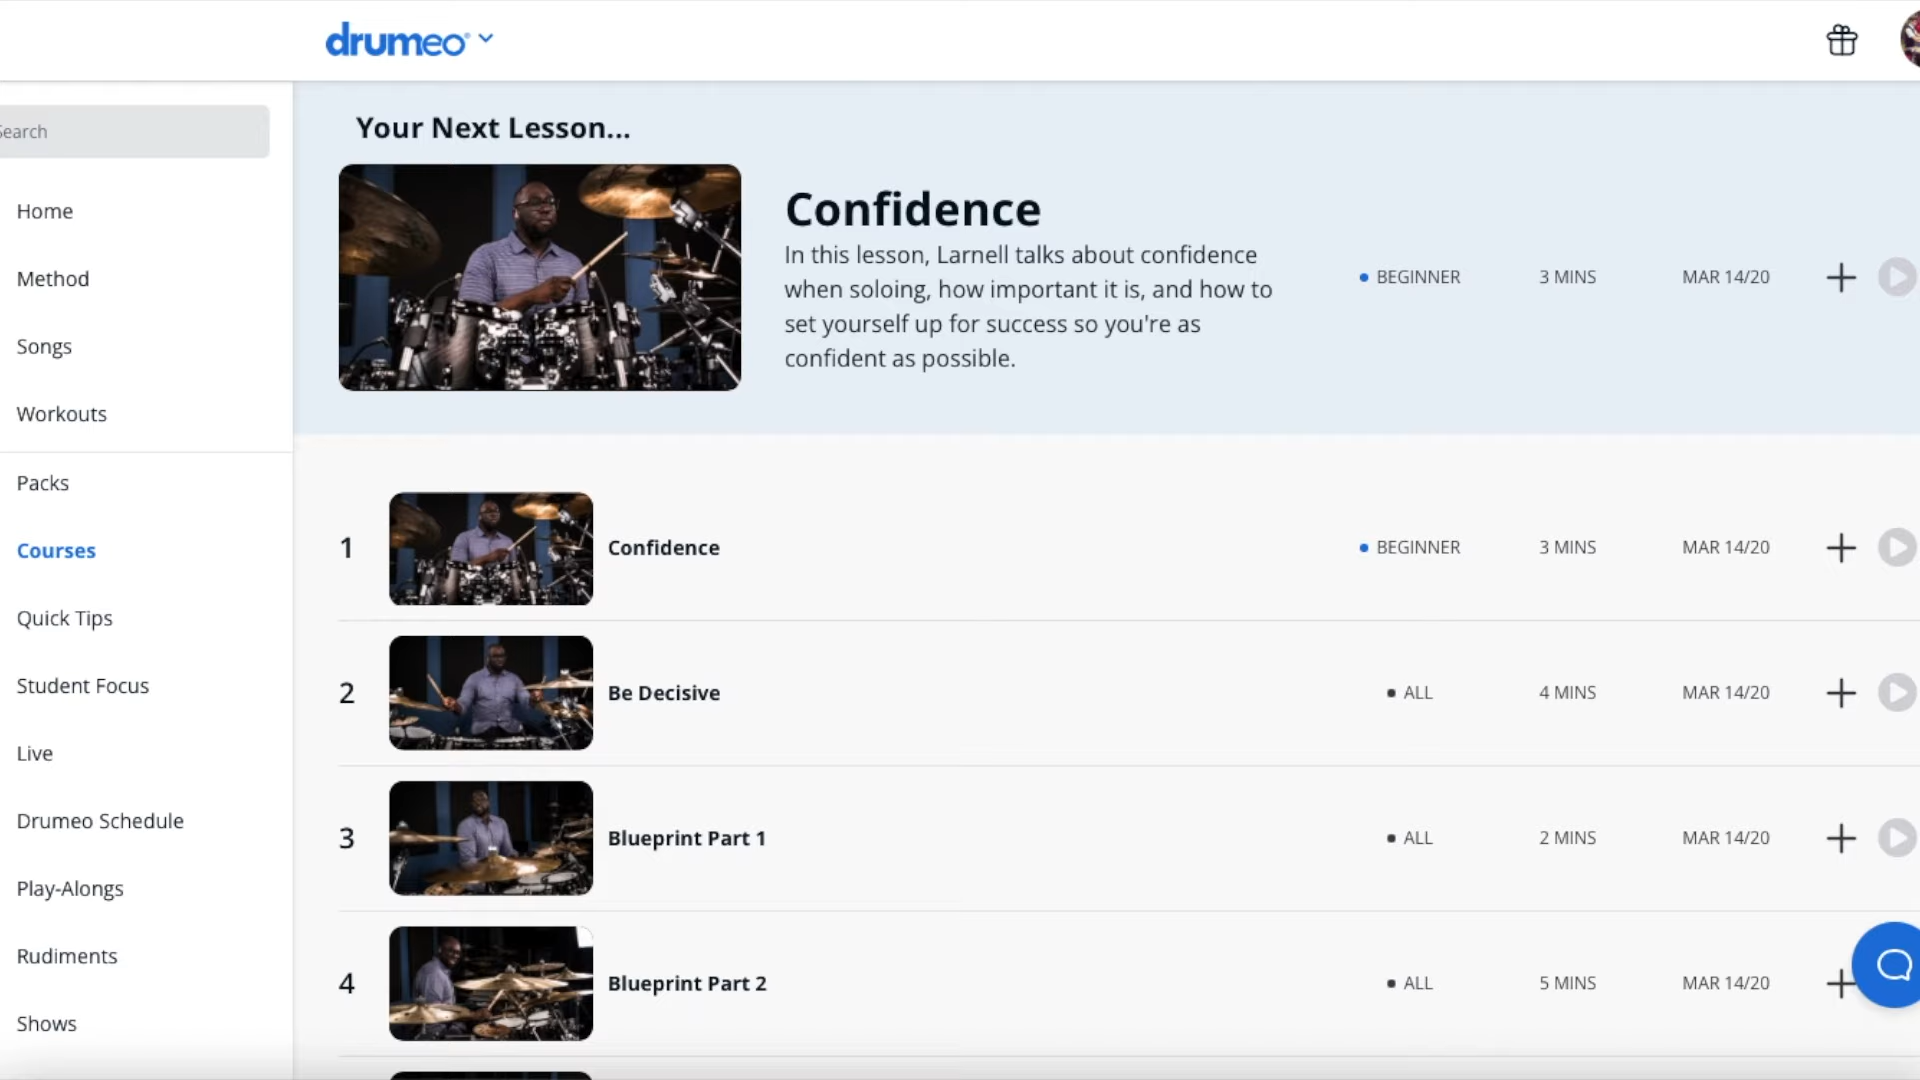 drumeo
Search
Home
Method
Songs
Workouts
Packs
Courses
Quick Tips
Student Focus
Live
Drumeo Schedule
Play-Alongs
Rudiments
Shows
Your Next Lesson...
Confidence
In this lesson, Larnell talks about confidence
when soloing, how important it is, and how to
set yourself up for success so you're as
confident as possible.
BEGINNER 3 MINS MAR 14/20
1 Confidence BEGINNER 3 MINS MAR 14/20
2 Be Decisive ALL 4 MINS MAR 14/20
3 Blueprint Part 1 ALL 2 MINS MAR 14/20
4 Blueprint Part 2 ALL 5 MINS MAR 14/20